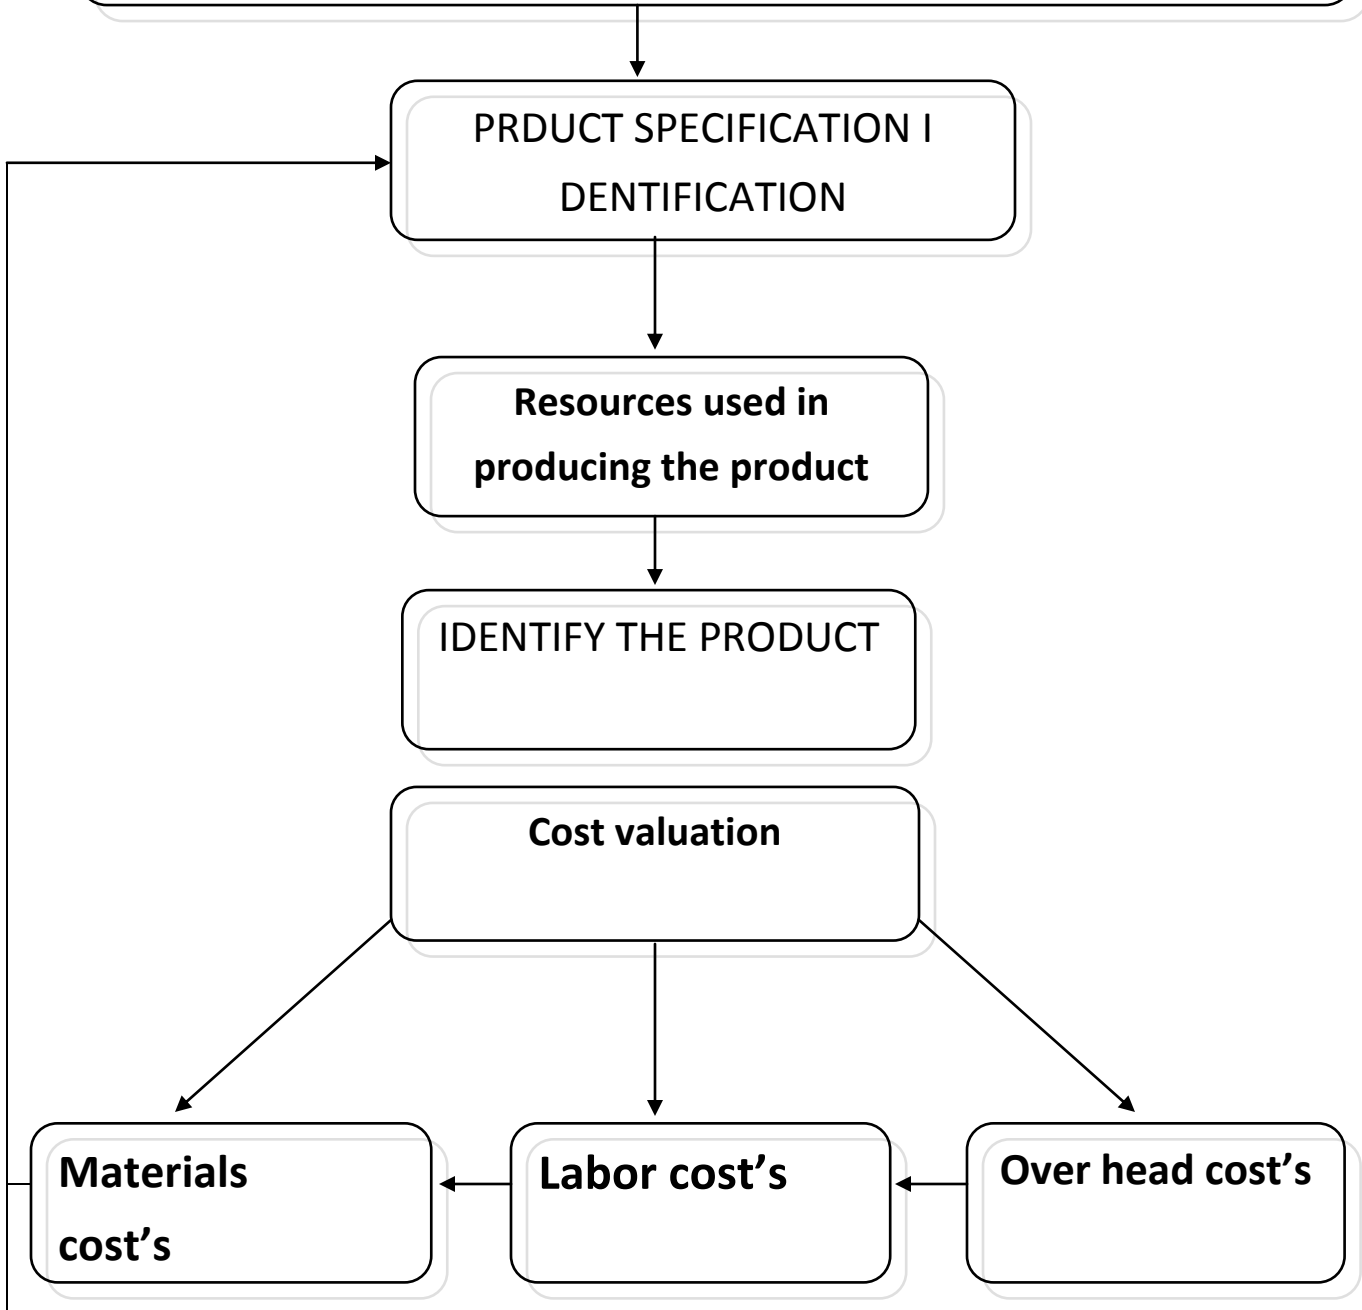 PRDUCT SPECIFICATION I
DENTIFICATION
Resources used in
producing the product
IDENTIFY THE PRODUCT
Cost valuation
Materials
cost’s
Labor cost’s
Over head cost’s